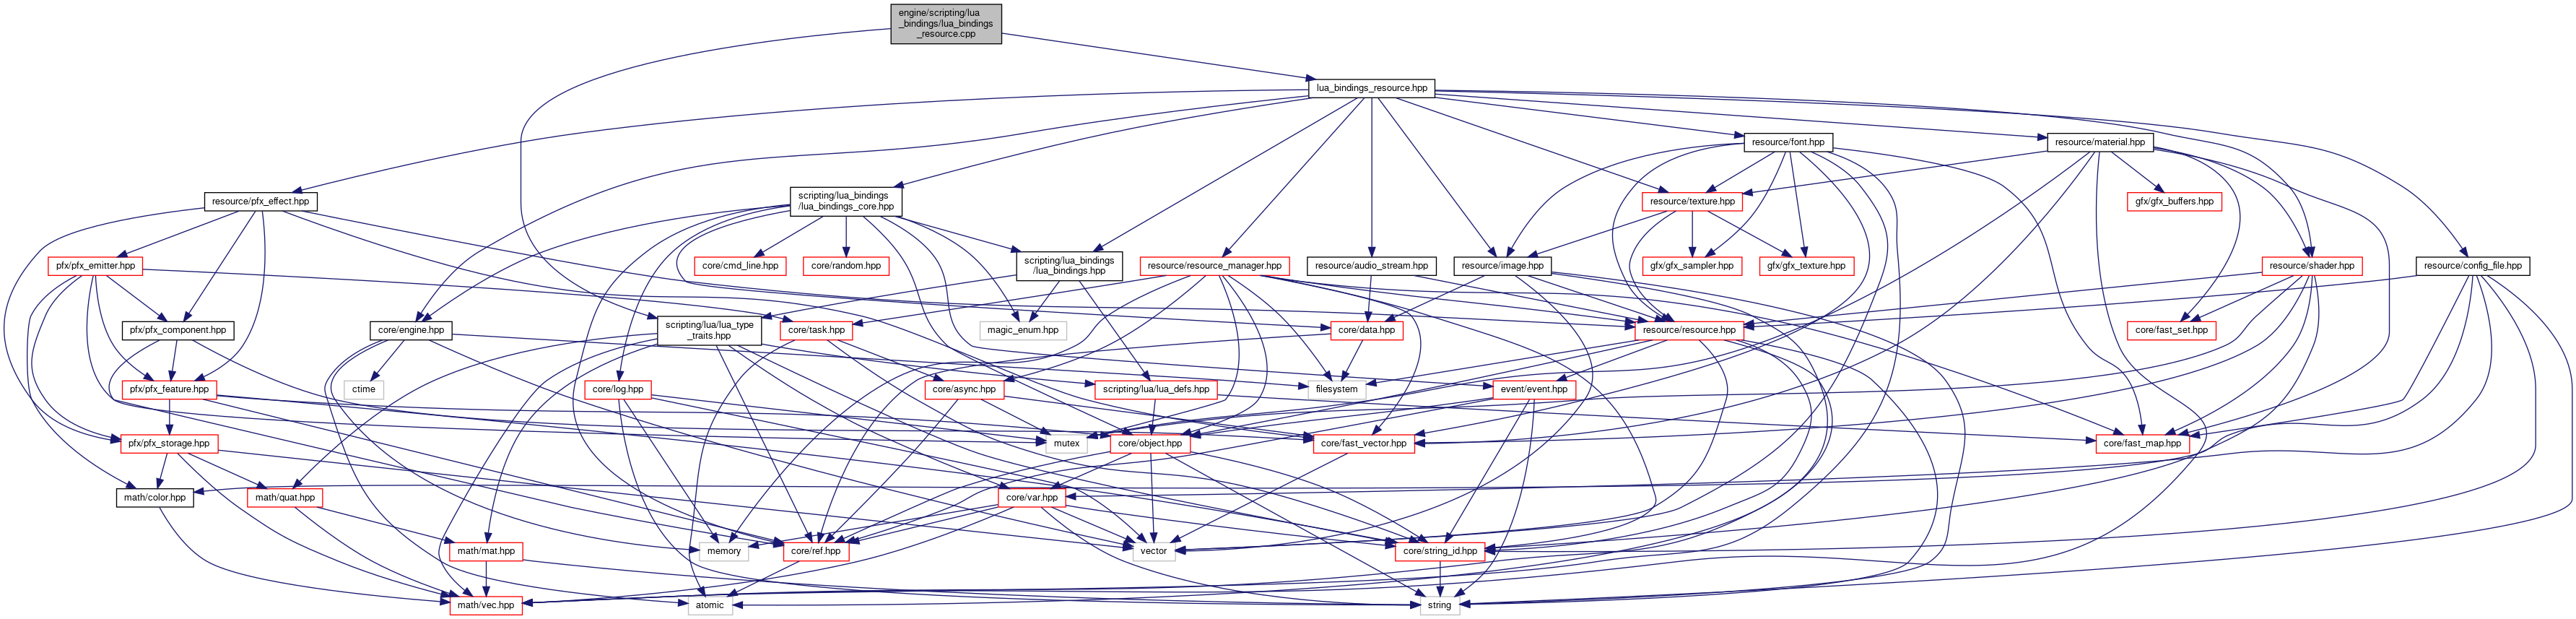 engine/scripting/lua
_bindings/lua_bindings
_resource.cpp
lua_bindings_resource.hpp
resource/font.hpp
resource/material.hpp
resource/pfx_effect.hpp
scripting/lua_bindings
/lua_bindings_core.hpp
resource/texture.hpp
gfx/gfx_buffers.hpp
pfx/pfx_emitter.hpp
core/cmd_line.hpp
core/random.hpp
scripting/lua_bindings
/lua_bindings.hpp
resource/resource_manager.hpp
resource/audio_stream.hpp
resource/image.hpp
gfx/gfx_sampler.hpp
gfx/gfx_texture.hpp
resource/shader.hpp
resource/config_file.hpp
pfx/pfx_component.hpp
core/engine.hpp
scripting/lua/lua_type
_traits.hpp
core/task.hpp
magic_enum.hpp
core/data.hpp
resource/resource.hpp
core/fast_set.hpp
pfx/pfx_feature.hpp
ctime
core/log.hpp
core/async.hpp
scripting/lua/lua_defs.hpp
filesystem
event/event.hpp
pfx/pfx_storage.hpp
mutex
core/object.hpp
core/fast_vector.hpp
core/fast_map.hpp
math/color.hpp
math/quat.hpp
core/var.hpp
math/mat.hpp
memory
core/ref.hpp
vector
core/string_id.hpp
math/vec.hpp
atomic
string